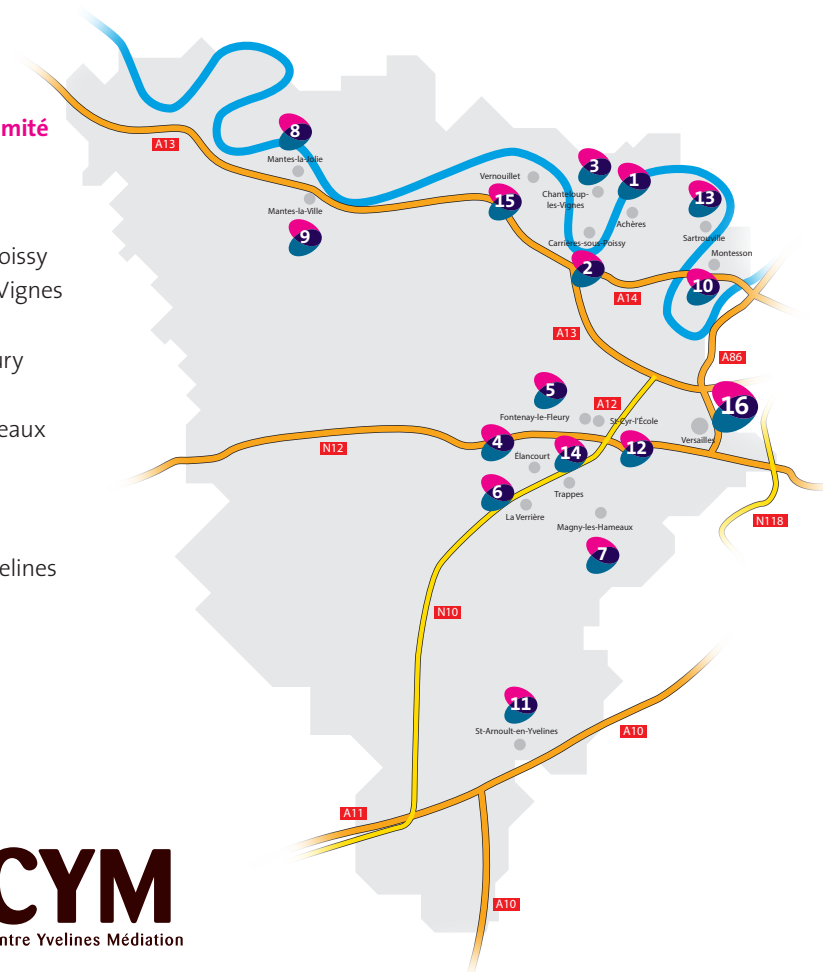 mité
oissy
Vignes
ury
eaux
elines
A13
8
Mantes-la-Jolie
Mantes-la-Ville
9
Vernouillet
15
3
Chanteloup-
les-Vignes
1
Achères
13
Sartrouville
Carrières-sous-Poissy
2
Montesson
10
A14
A13
A86
5
Fontenay-le-Fleury
A12
St-Cyr-l'École
16
Versailles
N12
4
Élancourt
14
12
Trappes
6
La Verrière
Magny-les-Hameaux
7
N118
N10
11
St-Arnoult-en-Yvelines
A10
A11
A10
CYM
ntre Yvelines Médiation